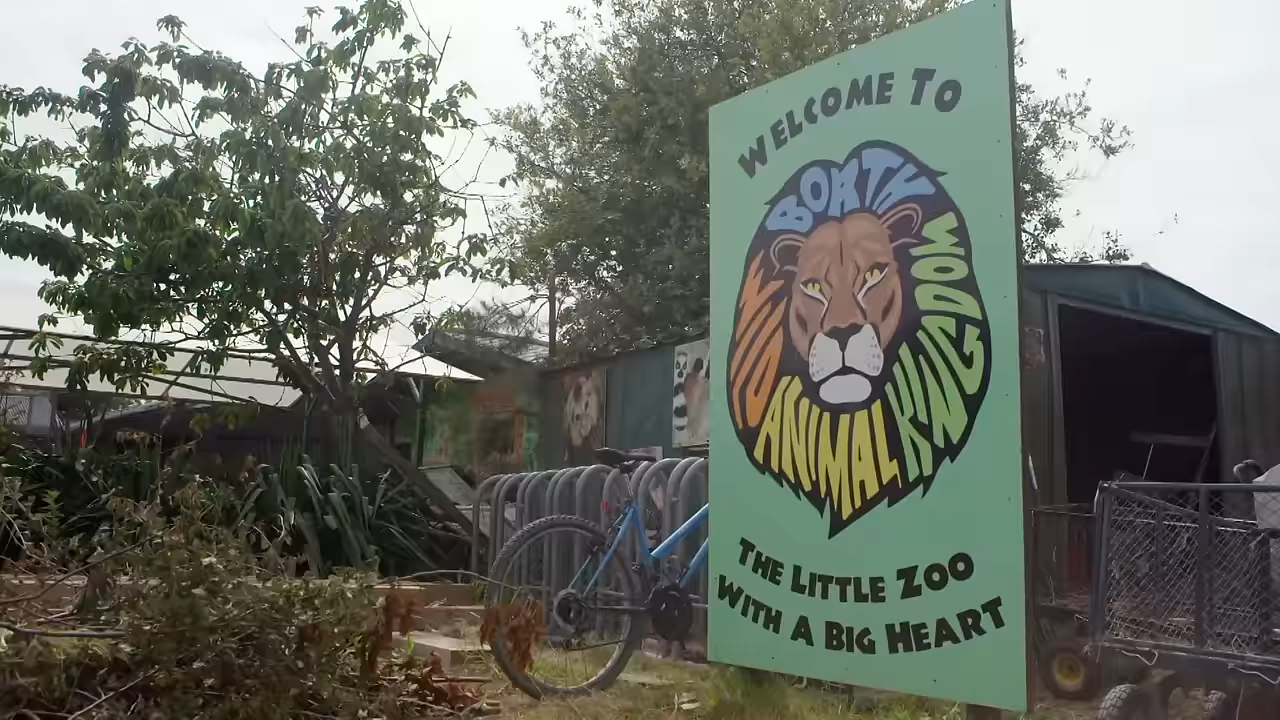 WELCOME TO
BORTH
WILD
ANIMAL
KINGDOM
THE LITTLE ZOO
WITH A BIG HEART